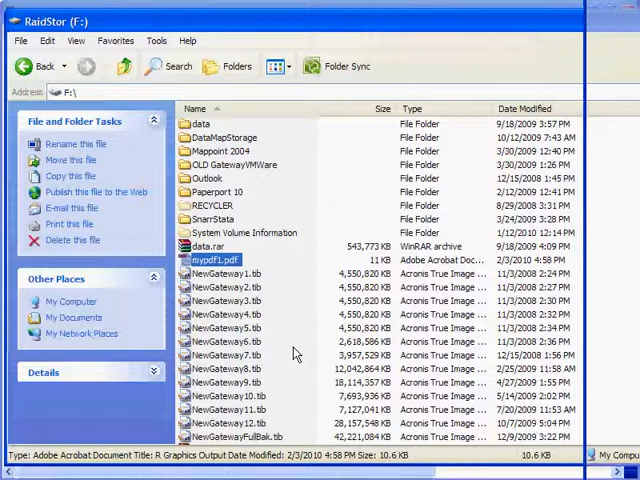 RaidStor (F:)
File Edit View Favorites Tools Help
Back Search Folders Folder Sync
Address F:\
Name Size Type Date Modified
File and Folder Tasks
Rename this file
Move this file
Copy this file
Publish this file to the Web
E-mail this file
Print this file
Delete this file
Other Places
My Computer
My Documents
My Network Places
Details
data File Folder 9/18/2009 3:57 PM
DataMapStorage File Folder 10/12/2009 7:43 AM
Mappoint 2004 File Folder 3/30/2009 12:40 PM
OLD GatewayVMWare File Folder 3/30/2009 1:26 PM
Outlook File Folder 12/15/2008 1:45 PM
Paperport 10 File Folder 2/12/2009 12:41 PM
RECYCLER File Folder 8/29/2008 3:31 PM
SnarrStata File Folder 3/24/2009 3:28 PM
System Volume Information File Folder 9/30/2008 12:14 PM
data.rar 543,773 KB WinRAR archive 9/18/2009 4:09 PM
mypdf1.pdf 11 KB Adobe Acrobat Doc... 2/3/2010 4:58 PM
NewGateway1.tib 4,550,820 KB Acronis True Image ... 11/3/2008 2:24 PM
NewGateway2.tib 4,550,820 KB Acronis True Image ... 11/3/2008 2:27 PM
NewGateway3.tib 4,550,820 KB Acronis True Image ... 11/3/2008 2:31 PM
NewGateway4.tib 4,550,820 KB Acronis True Image ... 11/3/2008 2:34 PM
NewGateway5.tib 4,550,820 KB Acronis True Image ... 11/3/2008 2:38 PM
NewGateway6.tib 2,618,586 KB Acronis True Image ... 11/3/2008 2:40 PM
NewGateway7.tib 3,957,529 KB Acronis True Image ... 12/15/2008 1:56 PM
NewGateway8.tib 12,042,864 KB Acronis True Image ... 2/25/2009 11:58 AM
NewGateway9.tib 18,114,357 KB Acronis True Image ... 4/10/2009 1:55 PM
NewGateway10.tib 7,693,936 KB Acronis True Image ... 6/10/2009 2:02 PM
NewGateway11.tib 7,127,041 KB Acronis True Image ... 7/20/2009 11:53 AM
NewGateway12.tib 28,157,548 KB Acronis True Image ... 10/7/2009 5:04 PM
NewGatewayFullBak.tib 42,221,084 KB Acronis True Image ... 12/9/2009 3:22 PM
Type: Adobe Acrobat Document Title: R Graphics Output Date Modified: 2/3/2010 4:58 PM Size: 10.6 KB 10.6 KB My Compu